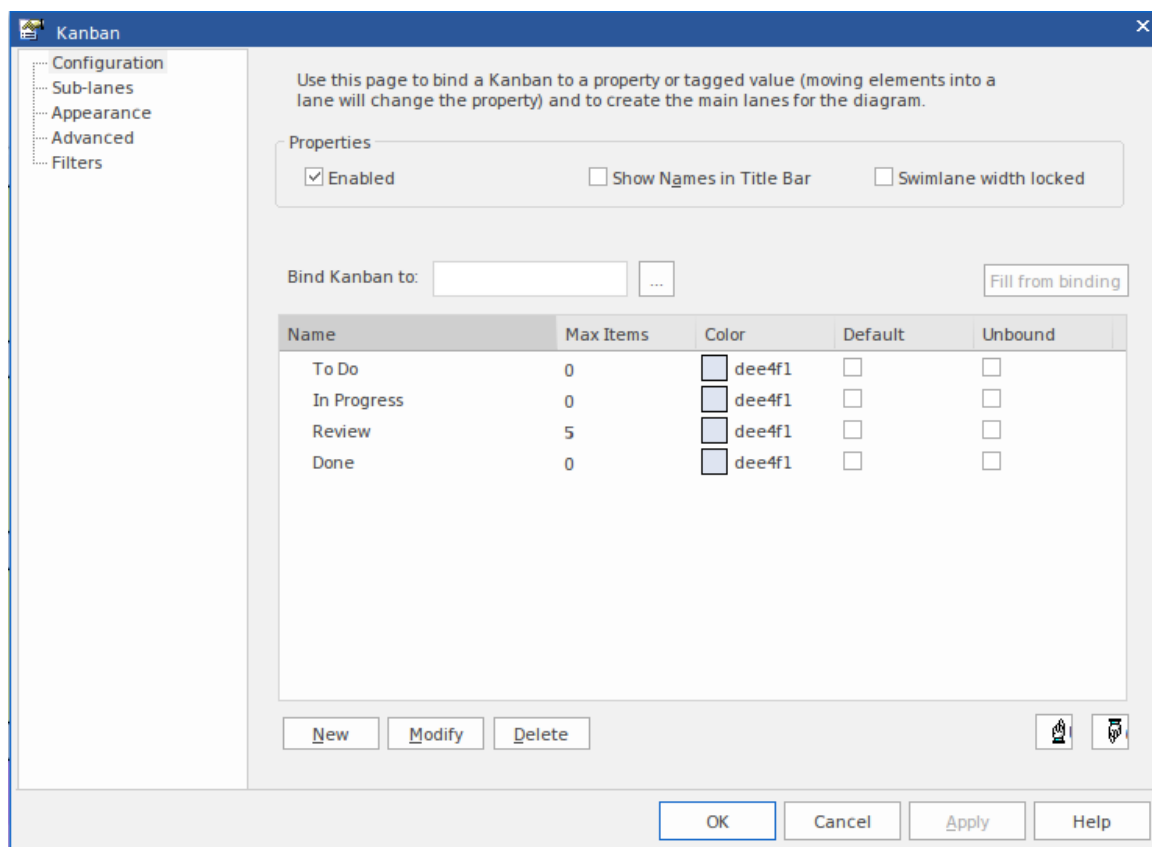 Kanban
Configuration
Sub-lanes
Appearance
Advanced
Filters
Use this page to bind a Kanban to a property or tagged value (moving elements into a
lane will change the property) and to create the main lanes for the diagram.
Properties
Enabled Show Names in Title Bar Swimlane width locked
Bind Kanban to: ... Fill from binding
Name Max Items Color Default Unbound
To Do 0 dee4f1
In Progress 0 dee4f1
Review 5 dee4f1
Done 0 dee4f1
New Modify Delete
OK Cancel Apply Help